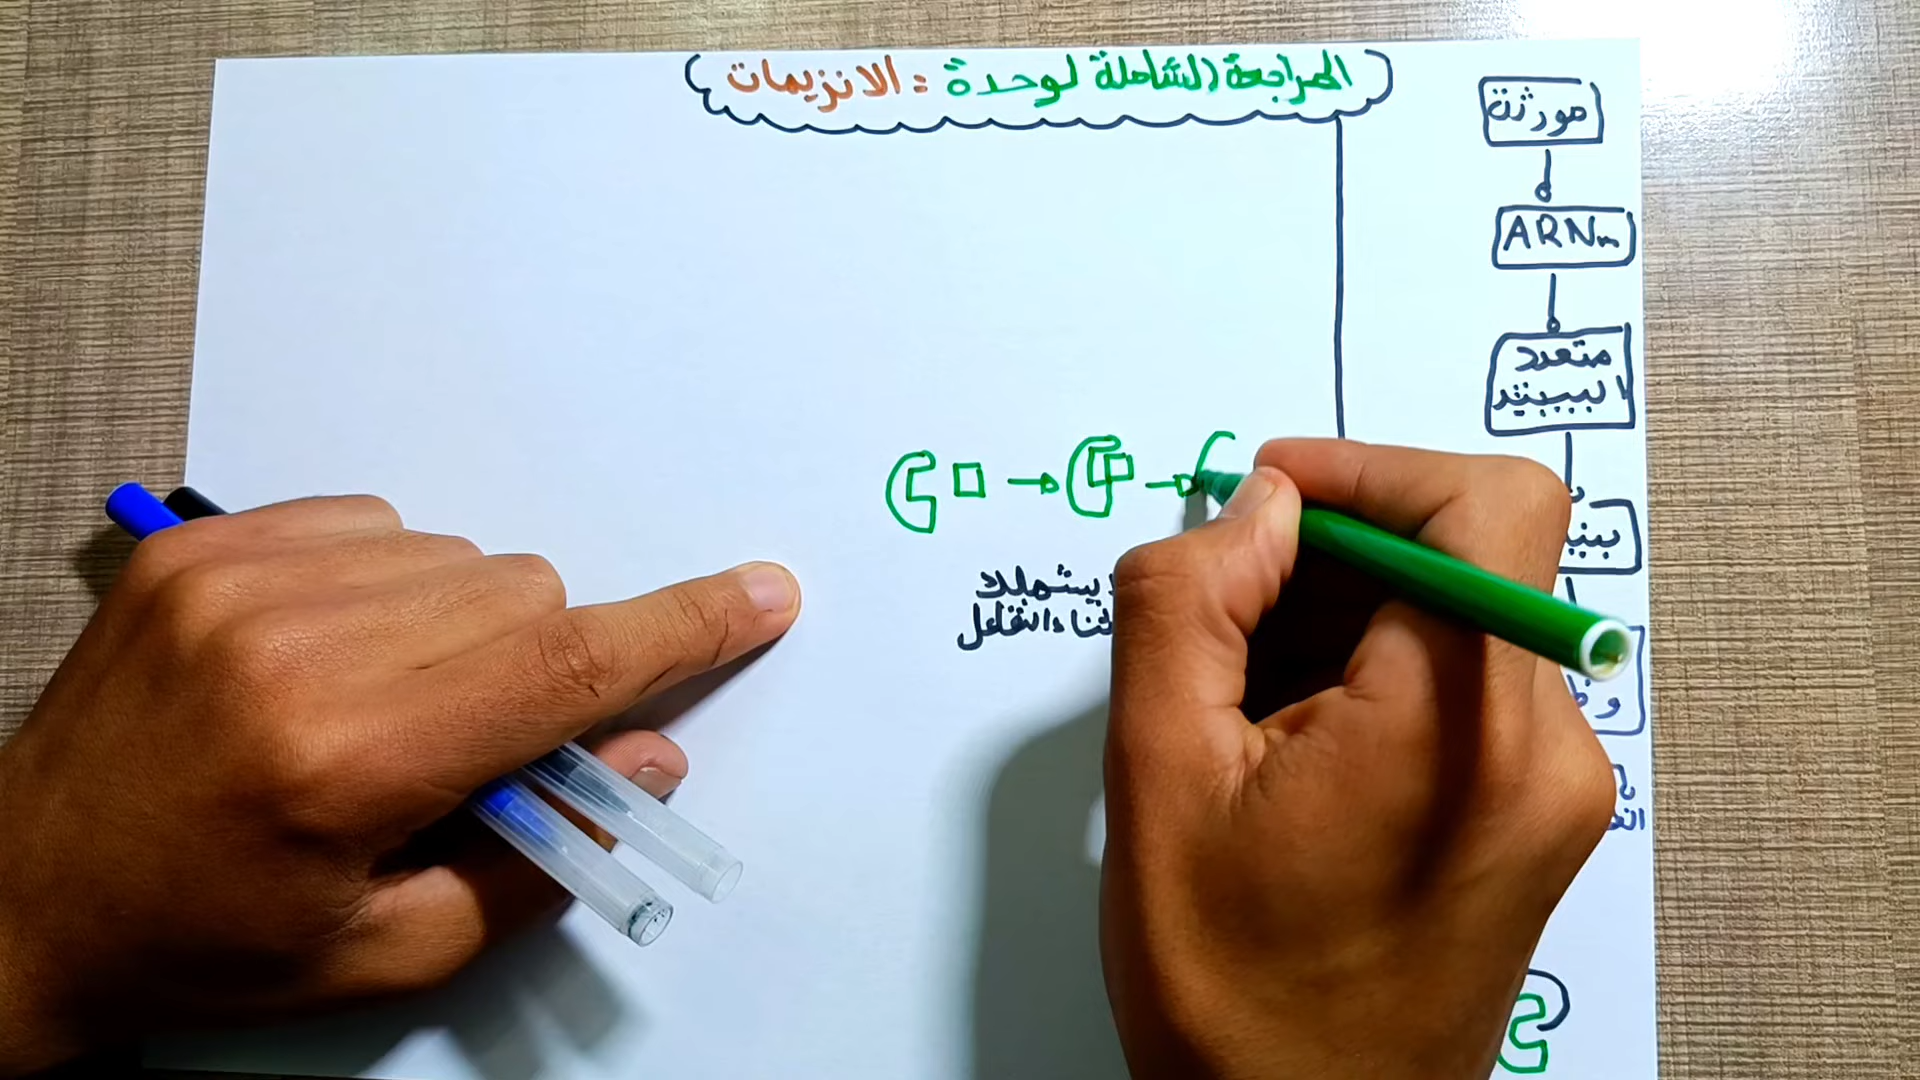 المراجعة الشاملة لوحدة : الانزيمات
مورثة
ARNm
متعدد
الببتيد
يستهلك
اثناء التفاعل